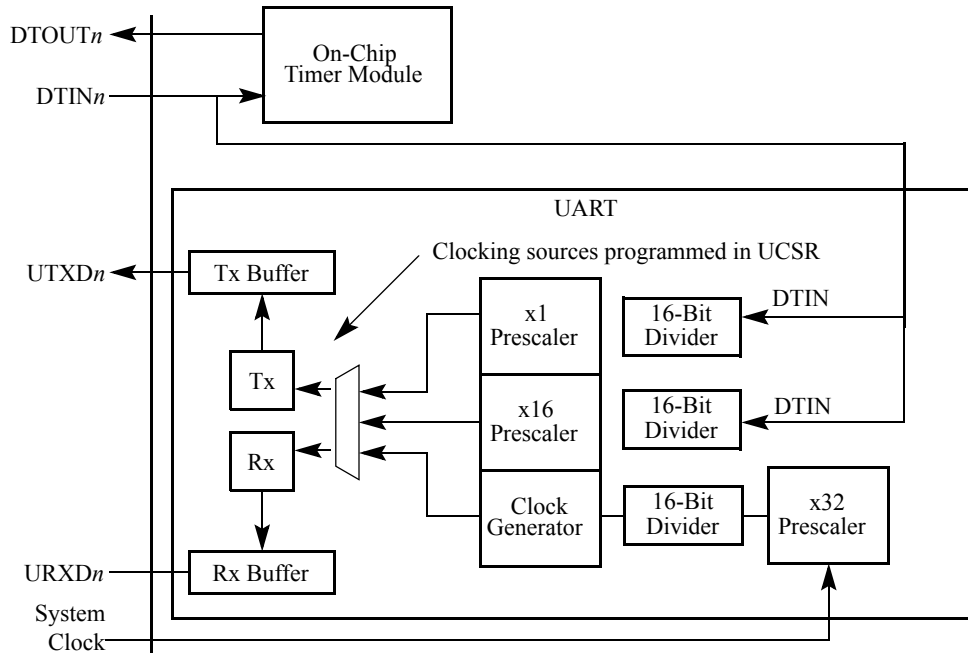 DTOUTn
On-Chip
Timer Module
DTINn
UART
Clocking sources programmed in UCSR
UTXDn
Tx Buffer
x1
Prescaler
16-Bit
Divider
DTIN
Tx
x16
Prescaler
16-Bit
Divider
DTIN
Rx
Clock
Generator
16-Bit
Divider
x32
Prescaler
URXDn
Rx Buffer
System
Clock